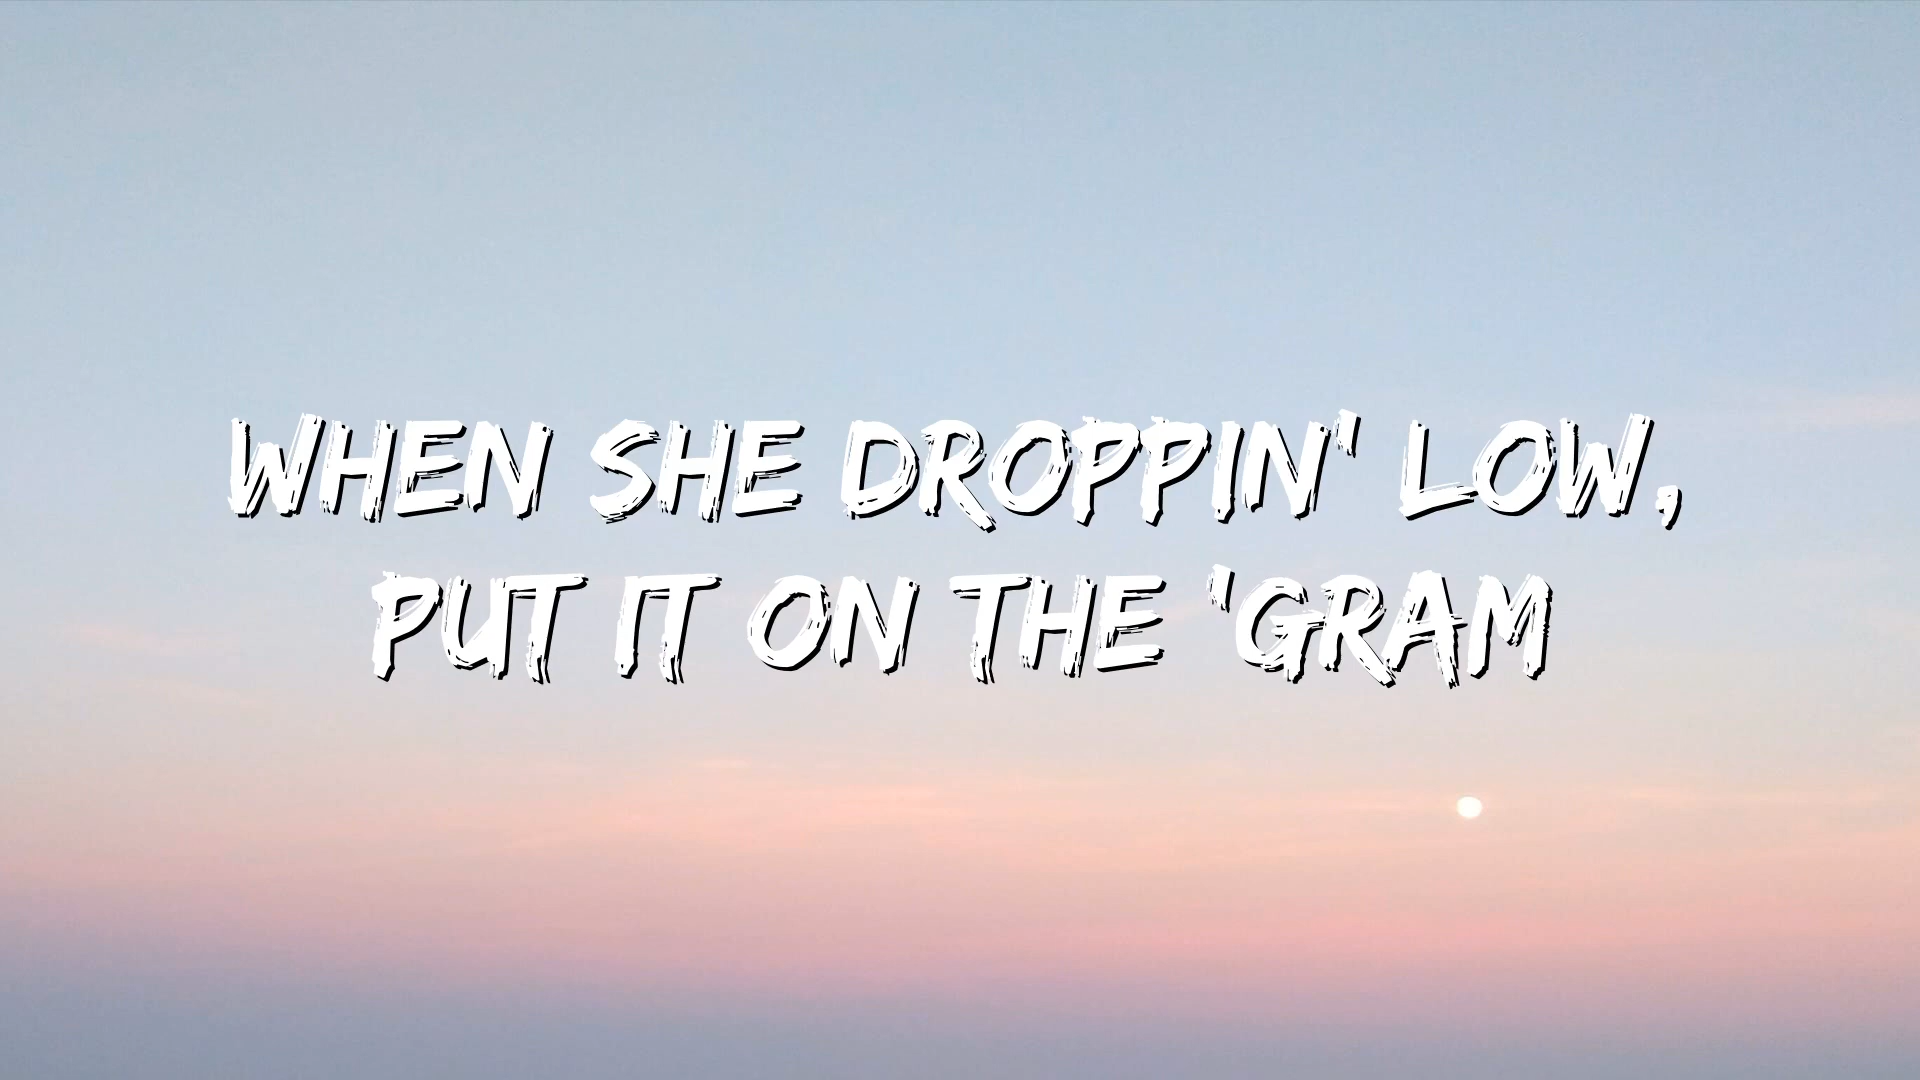 WHEN SHE DROPPIN' LOW,
PUT IT ON THE 'GRAM